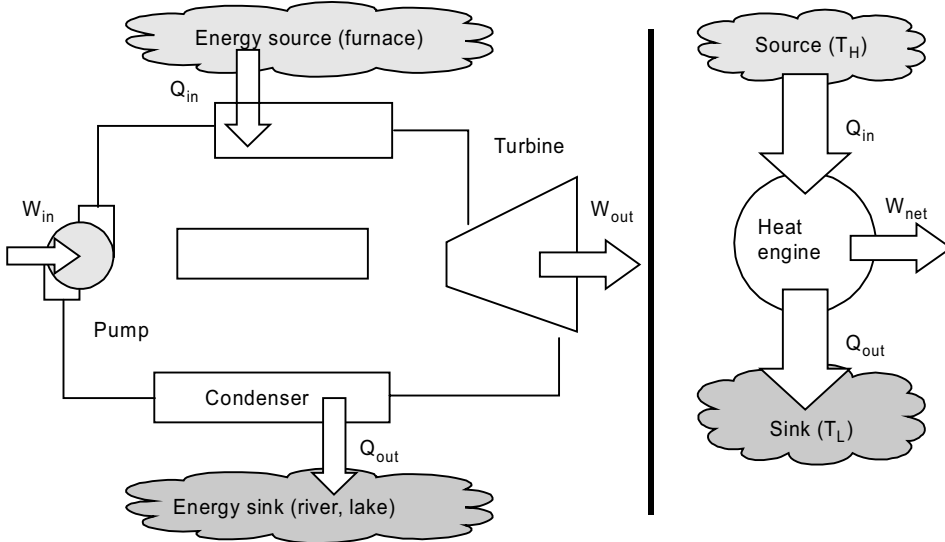 Energy source (furnace)
Q_in
Turbine
W_in
W_out
Pump
Condenser
Q_out
Energy sink (river, lake)
Source (T_H)
Q_in
Heat
engine
W_net
Q_out
Sink (T_L)